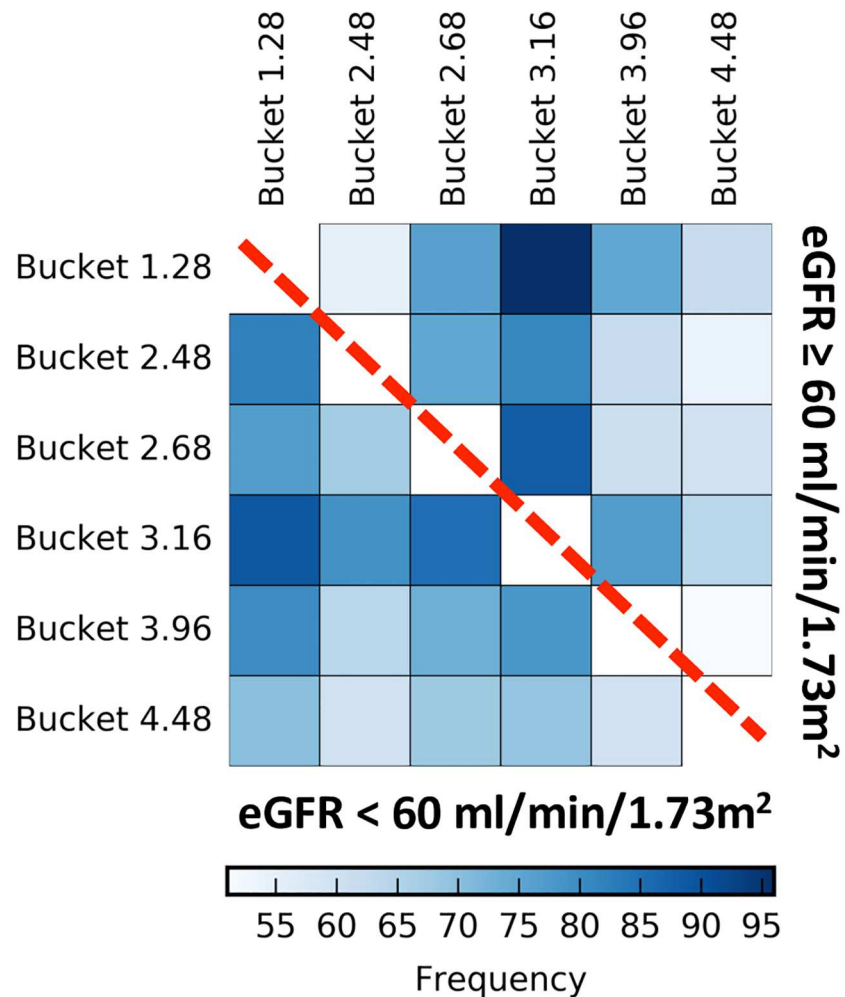 Bucket 1.28
Bucket 2.48
Bucket 2.68
Bucket 3.16
Bucket 3.96
Bucket 4.48
Bucket 1.28
Bucket 2.48
Bucket 2.68
Bucket 3.16
Bucket 3.96
Bucket 4.48
eGFR ≥ 60 ml/min/1.73m²
eGFR < 60 ml/min/1.73m²
55 60 65 70 75 80 85 90 95
Frequency